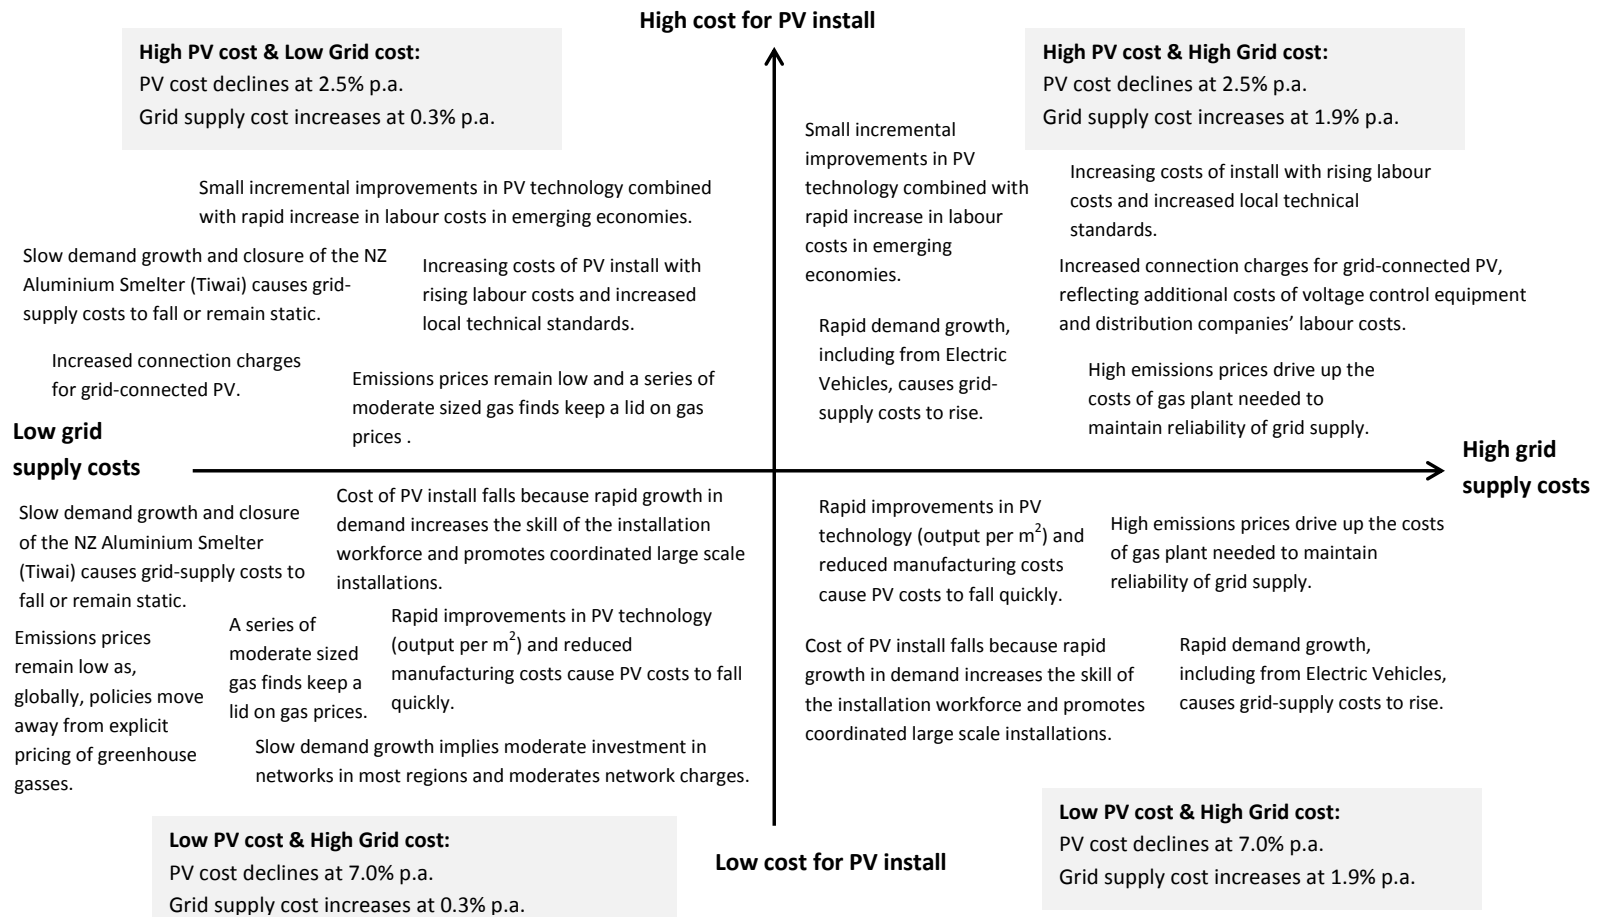 High cost for PV install
High PV cost & Low Grid cost:
PV cost declines at 2.5% p.a.
Grid supply cost increases at 0.3% p.a.
High PV cost & High Grid cost:
PV cost declines at 2.5% p.a.
Grid supply cost increases at 1.9% p.a.
Small incremental improvements in PV technology combined
with rapid increase in labour costs in emerging economies.
Slow demand growth and closure of the NZ
Aluminium Smelter (Tiwai) causes grid-
supply costs to fall or remain static.
Increasing costs of PV install with
rising labour costs and increased
local technical standards.
Increased connection charges
for grid-connected PV.
Emissions prices remain low and a series of
moderate sized gas finds keep a lid on gas
prices .
Small incremental
improvements in PV
technology combined with
rapid increase in labour
costs in emerging
economies.
Increasing costs of install with rising labour
costs and increased local technical
standards.
Increased connection charges for grid-connected PV,
reflecting additional costs of voltage control equipment
and distribution companies’ labour costs.
Rapid demand growth,
including from Electric
Vehicles, causes grid-
supply costs to rise.
High emissions prices drive up the
costs of gas plant needed to
maintain reliability of grid supply.
Low grid
supply costs
High grid
supply costs
Slow demand growth and closure
of the NZ Aluminium Smelter
(Tiwai) causes grid-supply costs to
fall or remain static.
Cost of PV install falls because rapid growth in
demand increases the skill of the installation
workforce and promotes coordinated large scale
installations.
Emissions prices
remain low as,
globally, policies move
away from explicit
pricing of greenhouse
gasses.
A series of
moderate sized
gas finds keep a
lid on gas prices.
Rapid improvements in PV technology
(output per m²) and reduced
manufacturing costs cause PV costs to fall
quickly.
Slow demand growth implies moderate investment in
networks in most regions and moderates network charges.
Rapid improvements in PV
technology (output per m²) and
reduced manufacturing costs
cause PV costs to fall quickly.
High emissions prices drive up the costs
of gas plant needed to maintain
reliability of grid supply.
Cost of PV install falls because rapid
growth in demand increases the skill of
the installation workforce and promotes
coordinated large scale installations.
Rapid demand growth,
including from Electric Vehicles,
causes grid-supply costs to rise.
Low PV cost & High Grid cost:
PV cost declines at 7.0% p.a.
Grid supply cost increases at 0.3% p.a.
Low cost for PV install
Low PV cost & High Grid cost:
PV cost declines at 7.0% p.a.
Grid supply cost increases at 1.9% p.a.